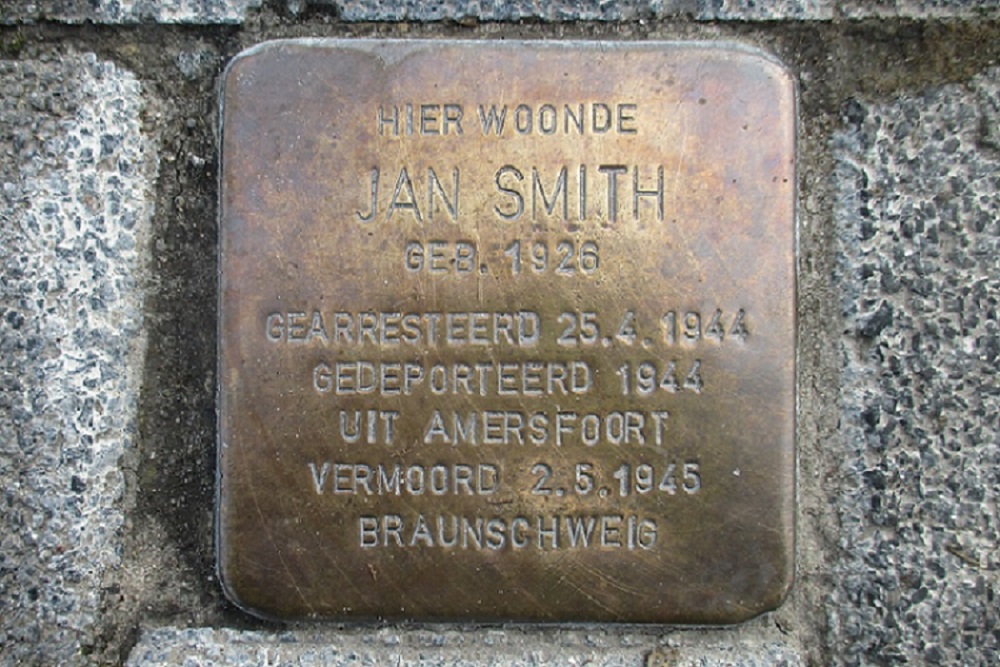 HIER WOONDE
JAN SMITH
GEB. 1926
GEARRESTEERD 25.4.1944
GEDEPORTEERD 1944
UIT AMERSFOORT
VERMOORD 2.5.1945
BRAUNSCHWEIG